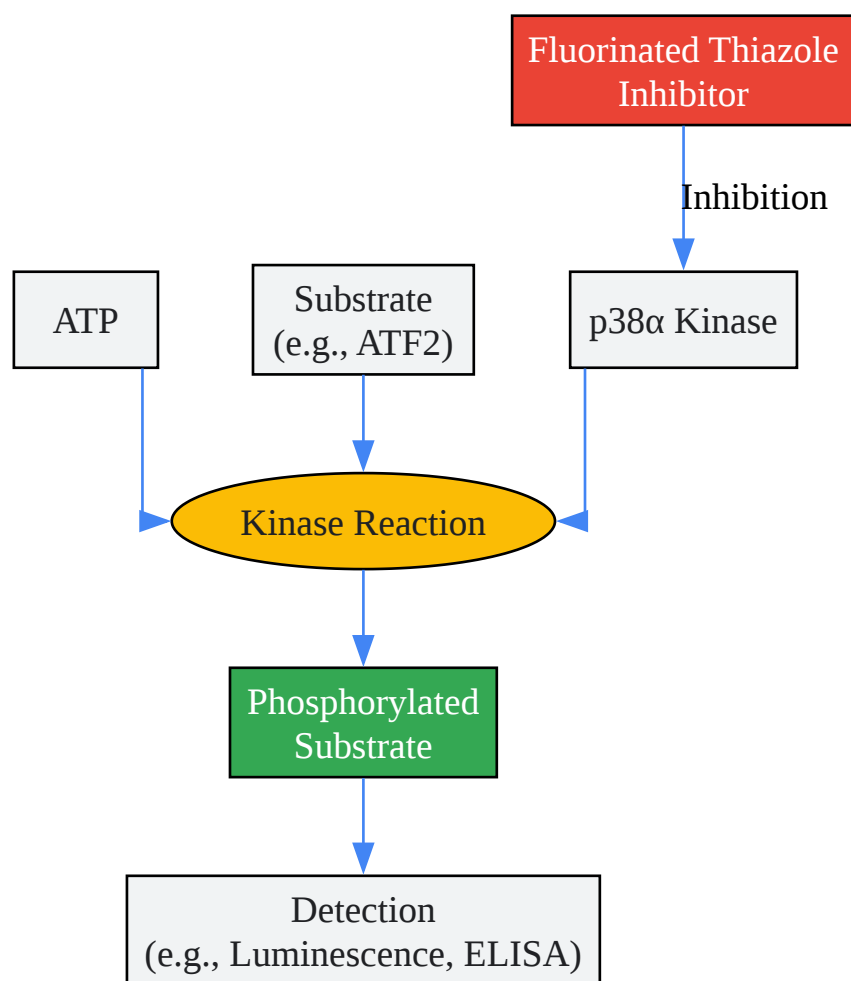 Fluorinated Thiazole
Inhibitor
Inhibition
ATP
Substrate
(e.g., ATF2)
p38α Kinase
Kinase Reaction
Phosphorylated
Substrate
Detection
(e.g., Luminescence, ELISA)